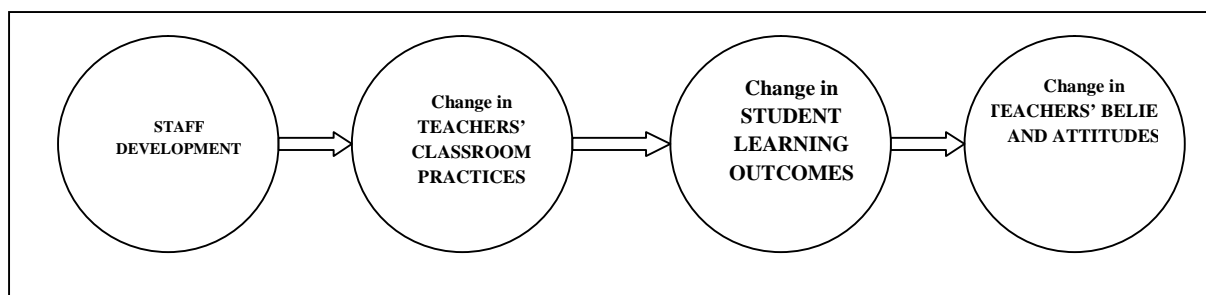 STAFF
DEVELOPMENT
Change in
TEACHERS’
CLASSROOM
PRACTICES
Change in
STUDENT
LEARNING
OUTCOMES
Change in
TEACHERS’ BELIE
AND ATTITUDES